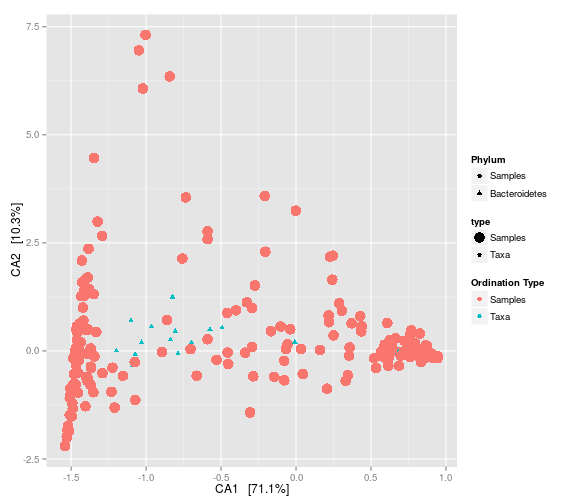 7.5
5.0
2.5
0.0
-2.5
CA2 [10.3%]
-1.5 -1.0 -0.5 0.0 0.5 1.0
CA1 [71.1%]
Phylum
Samples
Bacteroidetes
type
Samples
Taxa
Ordination Type
Samples
Taxa